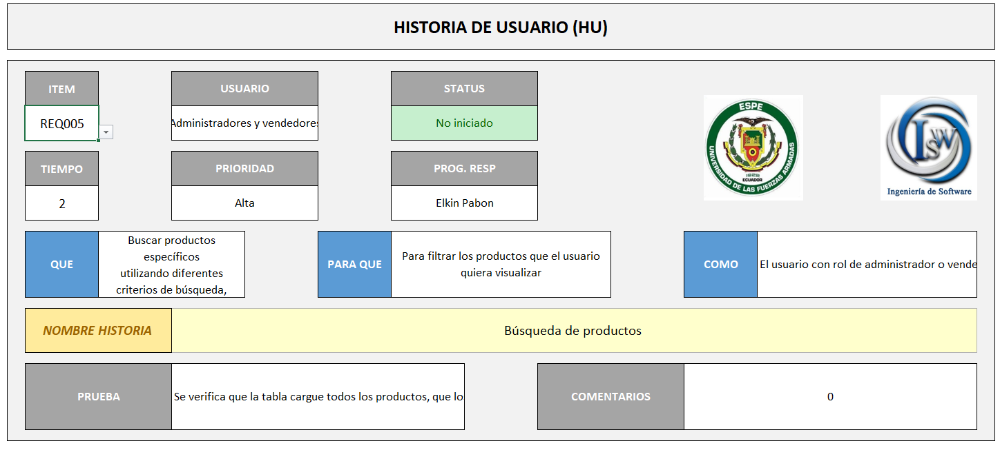 HISTORIA DE USUARIO (HU)
ITEM
USUARIO
STATUS
REQ005
Administradores y vendedores
No iniciado
TIEMPO
PRIORIDAD
PROG. RESP
2
Alta
Elkin Pabon
ESPE
UNIVERSIDAD DE LAS FUERZAS ARMADAS
1922
ECUADOR
ISW
Ingeniería de Software
QUE
Buscar productos
específicos
utilizando diferentes
criterios de búsqueda,
PARA QUE
Para filtrar los productos que el usuario
quiera visualizar
COMO
El usuario con rol de administrador o vende
NOMBRE HISTORIA
Búsqueda de productos
PRUEBA
Se verifica que la tabla cargue todos los productos, que lo
COMENTARIOS
0